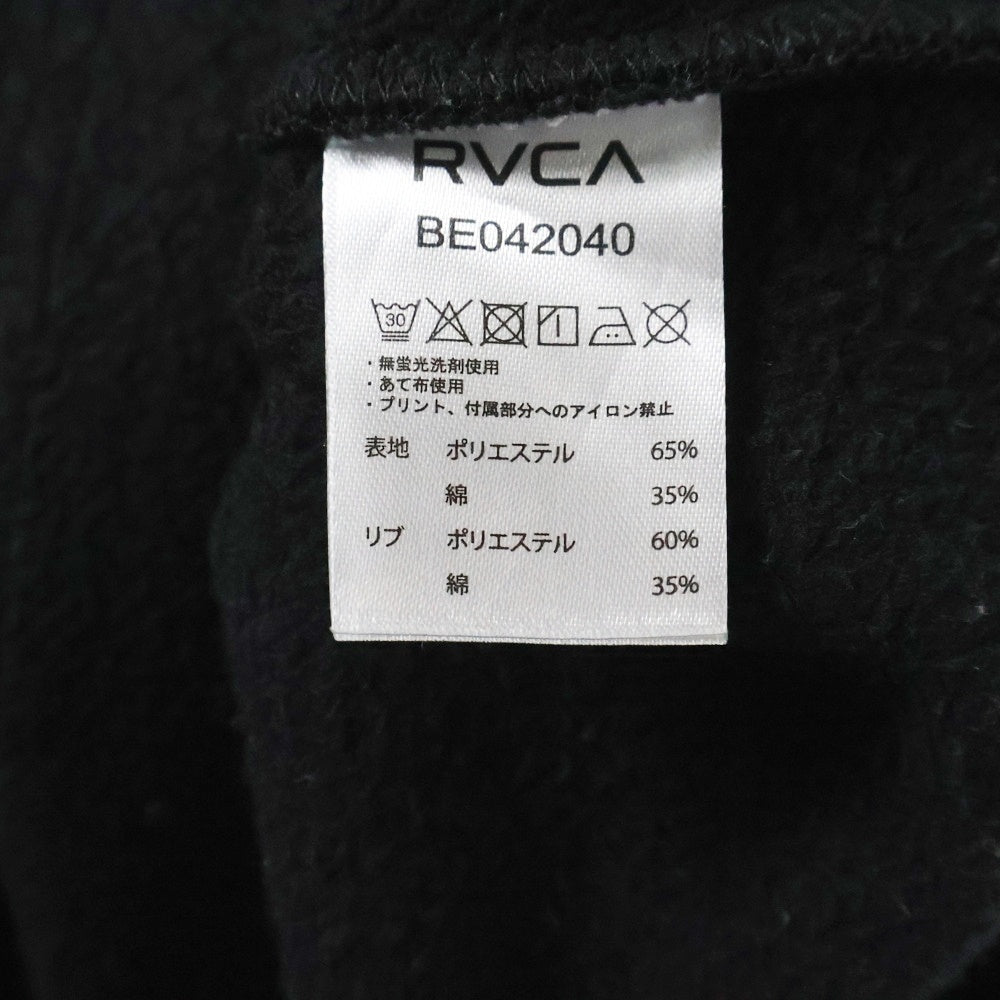 RVCA
BE042040
30
・無蛍光洗剤使用
・あて布使用
・プリント、付属部分へのアイロン禁止
表地 ポリエステル 65%
綿 35%
リブ ポリエステル 60%
綿 35%